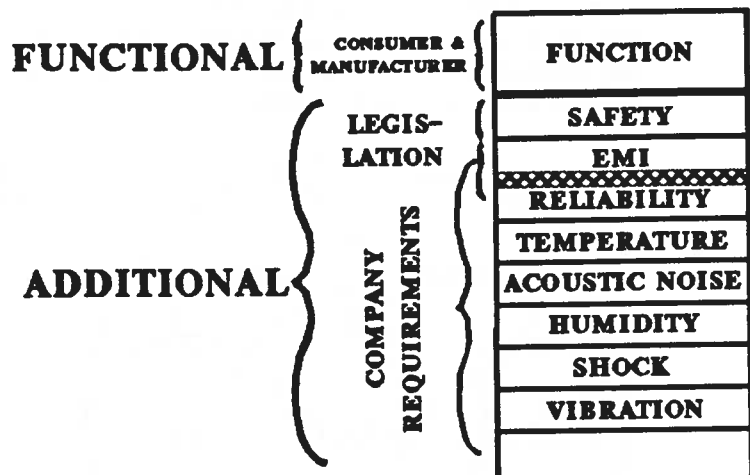 FUNCTIONAL
CONSUMER &
MANUFACTURER
FUNCTION
ADDITIONAL
LEGIS-
LATION
COMPANY
REQUIREMENTS
SAFETY
EMI
RELIABILITY
TEMPERATURE
ACOUSTIC NOISE
HUMIDITY
SHOCK
VIBRATION